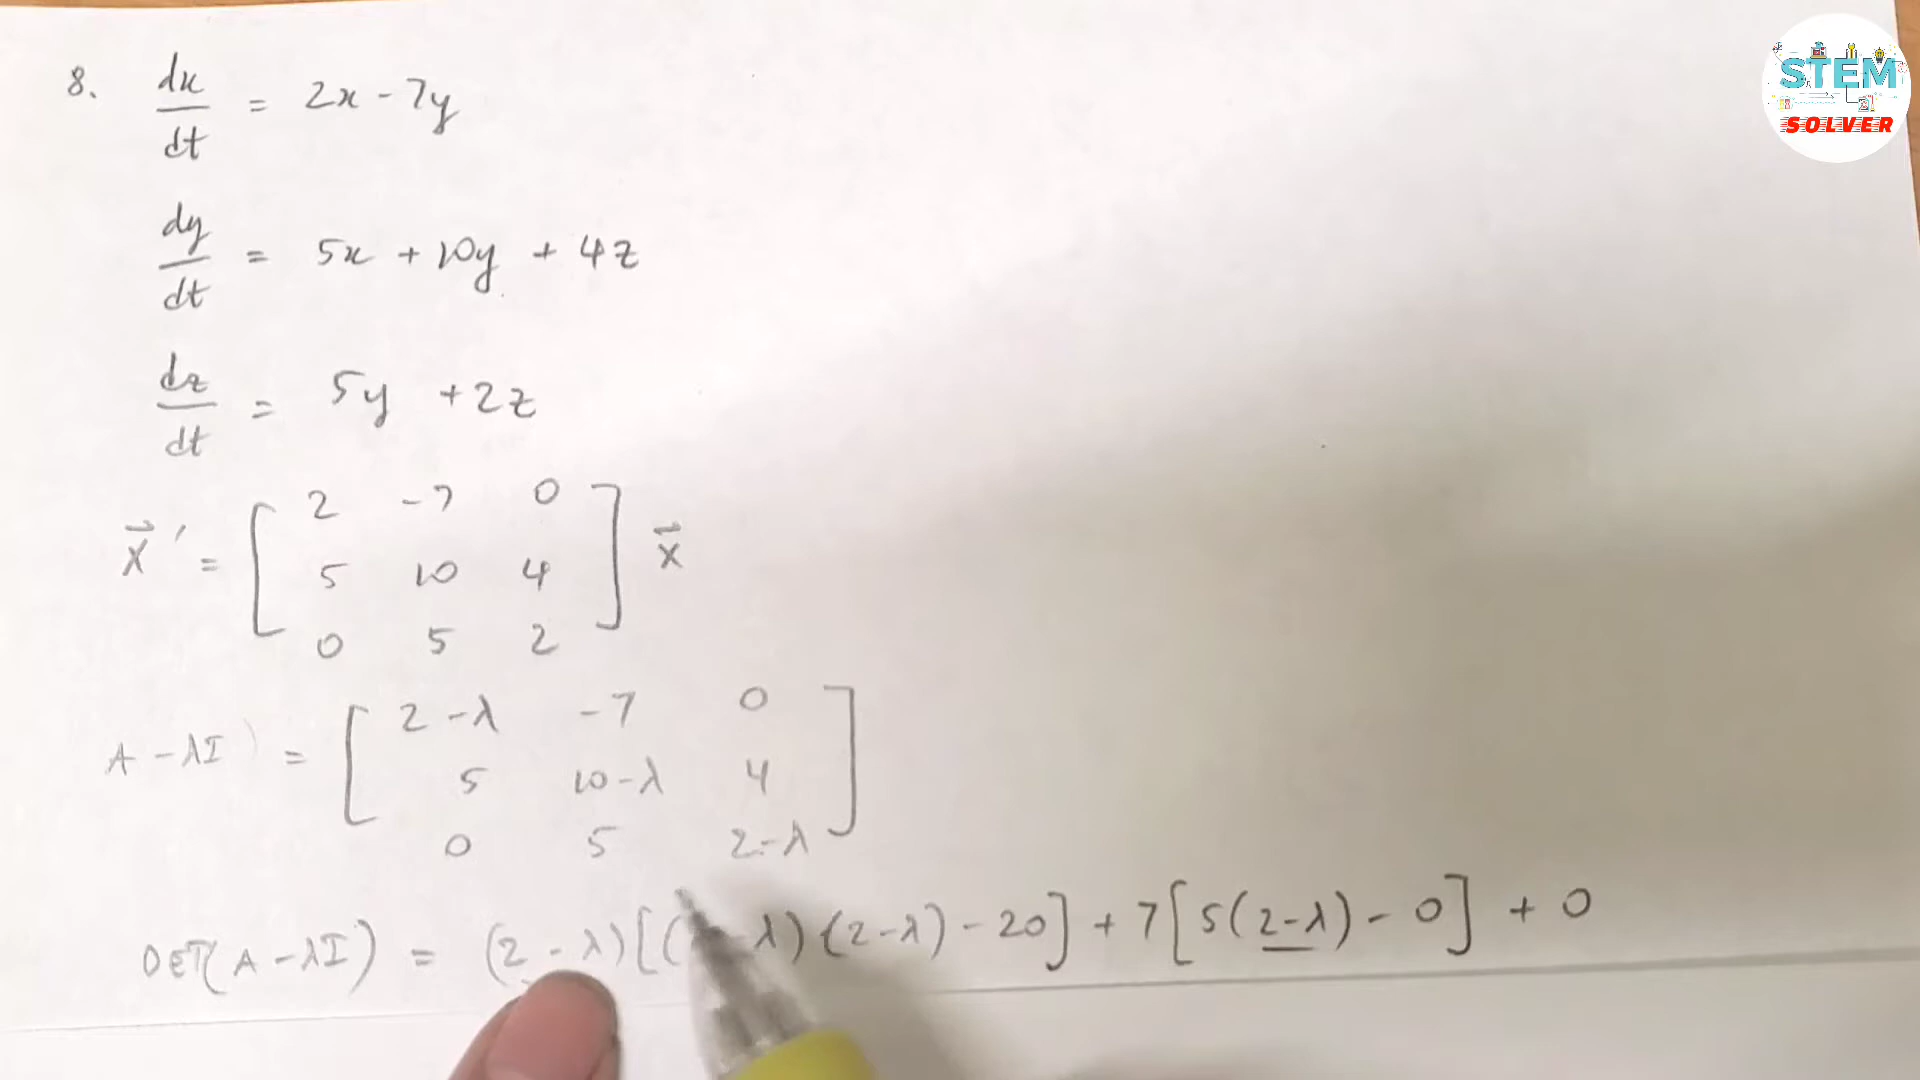 8. dx/dt = 2x - 7y
dy/dt = 5x + 10y + 4z
dz/dt = 5y + 2z
X⃗' = [ 2 -7 0
5 10 4
0 5 2 ] X⃗
A - λI = [ 2-λ -7 0
5 10-λ 4
0 5 2-λ ]
DET(A - λI) = (2 - λ)[( - λ)(2-λ) - 20] + 7[5(2-λ) - 0] + 0
STEM
SOLVER